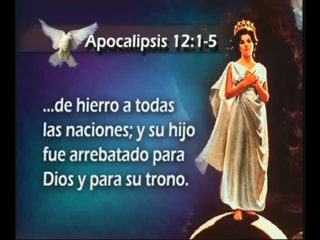 Apocalipsis 12:1-5
...de hierro a todas
las naciones; y su hijo
fue arrebatado para
Dios y para su trono.